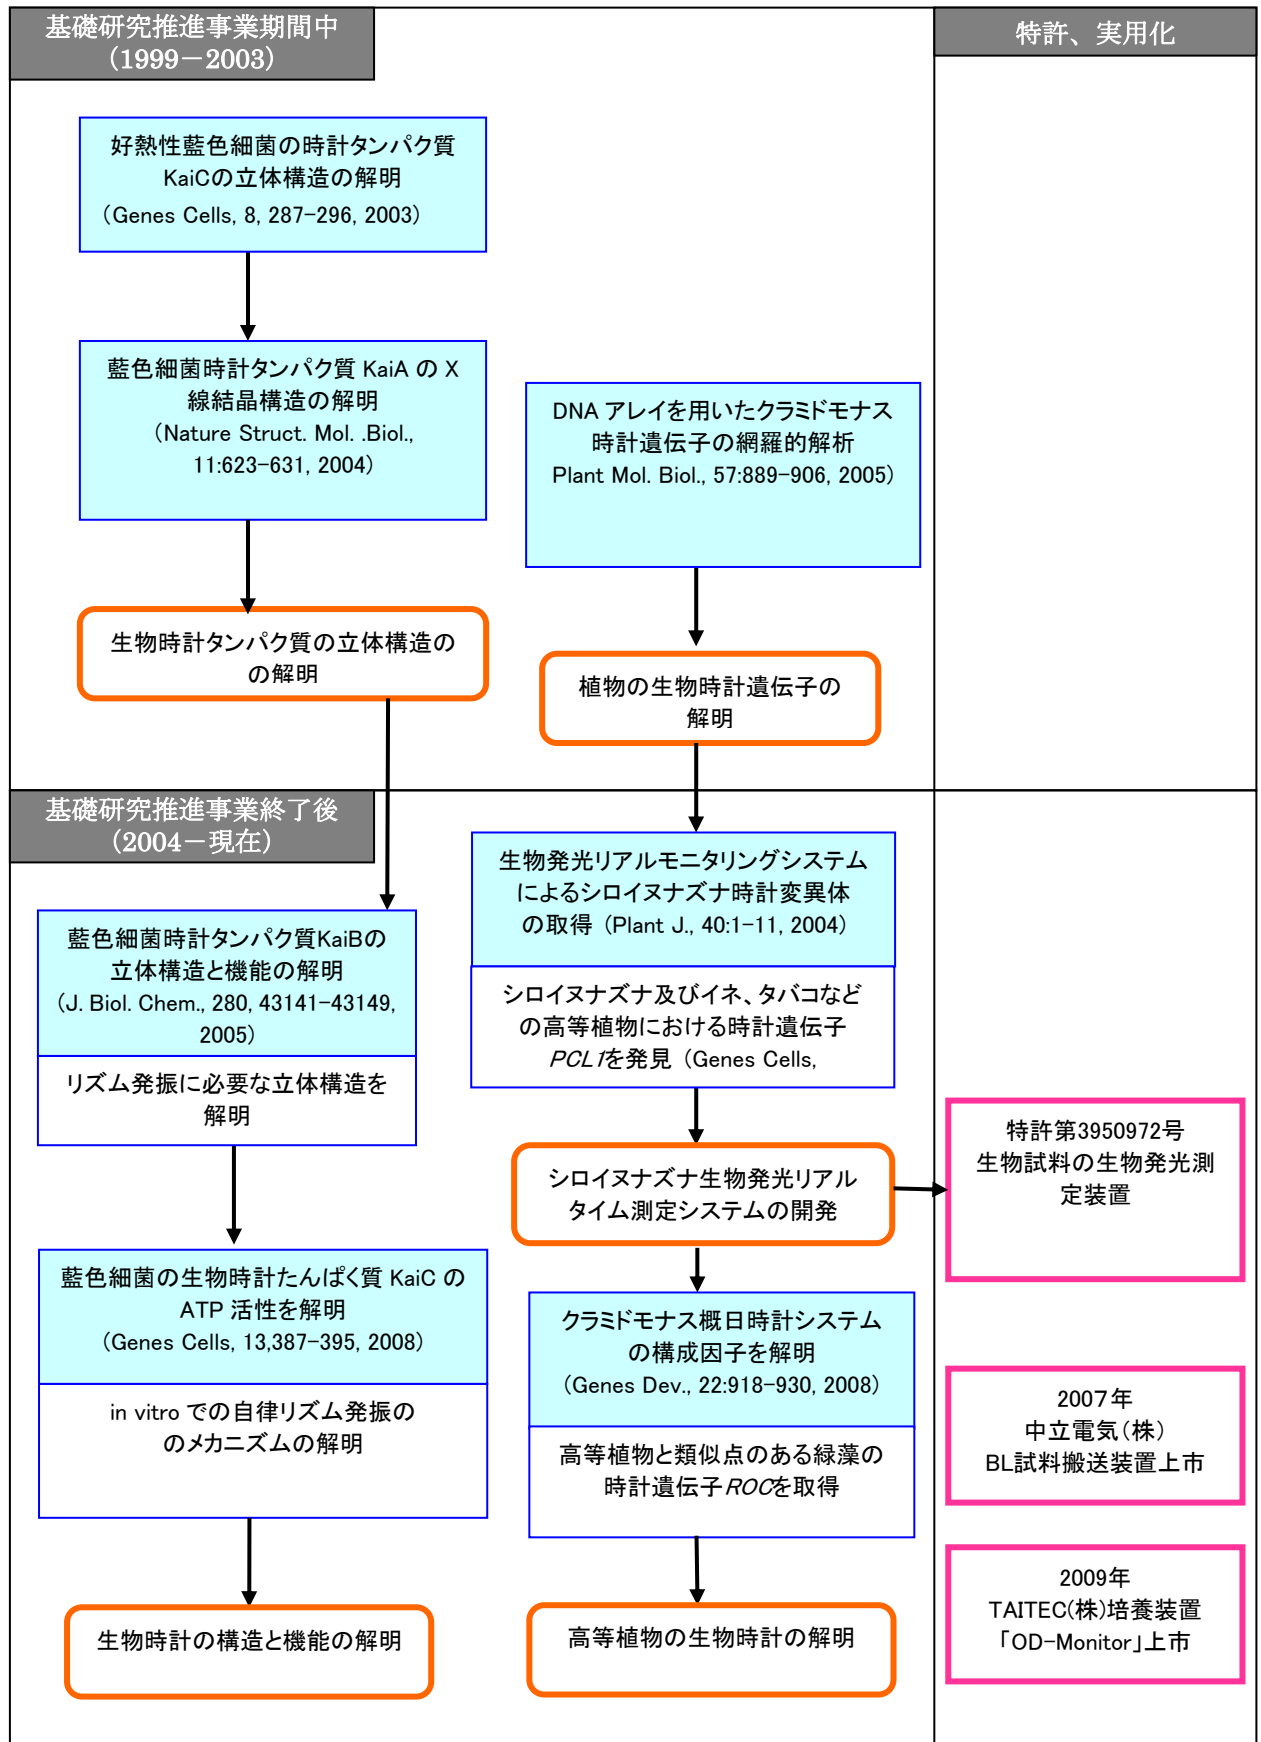 基礎研究推進事業期間中
（1999－2003）
特許、実用化
好熱性藍色細菌の時計タンパク質
KaiCの立体構造の解明
（Genes Cells, 8, 287-296, 2003）
藍色細菌時計タンパク質 KaiA の X
線結晶構造の解明
（Nature Struct. Mol. .Biol.,
11:623-631, 2004）
DNA アレイを用いたクラミドモナス
時計遺伝子の網羅的解析
Plant Mol. Biol., 57:889-906, 2005）
生物時計タンパク質の立体構造の
の解明
植物の生物時計遺伝子の
解明
基礎研究推進事業終了後
（2004－現在）
生物発光リアルモニタリングシステム
によるシロイヌナズナ時計変異体
の取得 （Plant J., 40:1-11, 2004）
シロイヌナズナ及びイネ、タバコなど
の高等植物における時計遺伝子
PCL1を発見 （Genes Cells,
藍色細菌時計タンパク質KaiBの
立体構造と機能の解明
（J. Biol. Chem., 280, 43141-43149,
2005）
リズム発振に必要な立体構造を
解明
シロイヌナズナ生物発光リアル
タイム測定システムの開発
特許第3950972号
生物試料の生物発光測
定装置
藍色細菌の生物時計たんぱく質 KaiC の
ATP 活性を解明
（Genes Cells, 13,387-395, 2008）
in vitro での自律リズム発振の
のメカニズムの解明
クラミドモナス概日時計システム
の構成因子を解明
（Genes Dev., 22:918-930, 2008）
高等植物と類似点のある緑藻の
時計遺伝子ROCを取得
2007年
中立電気（株）
BL試料搬送装置上市
2009年
TAITEC(株)培養装置
「OD-Monitor」上市
生物時計の構造と機能の解明
高等植物の生物時計の解明